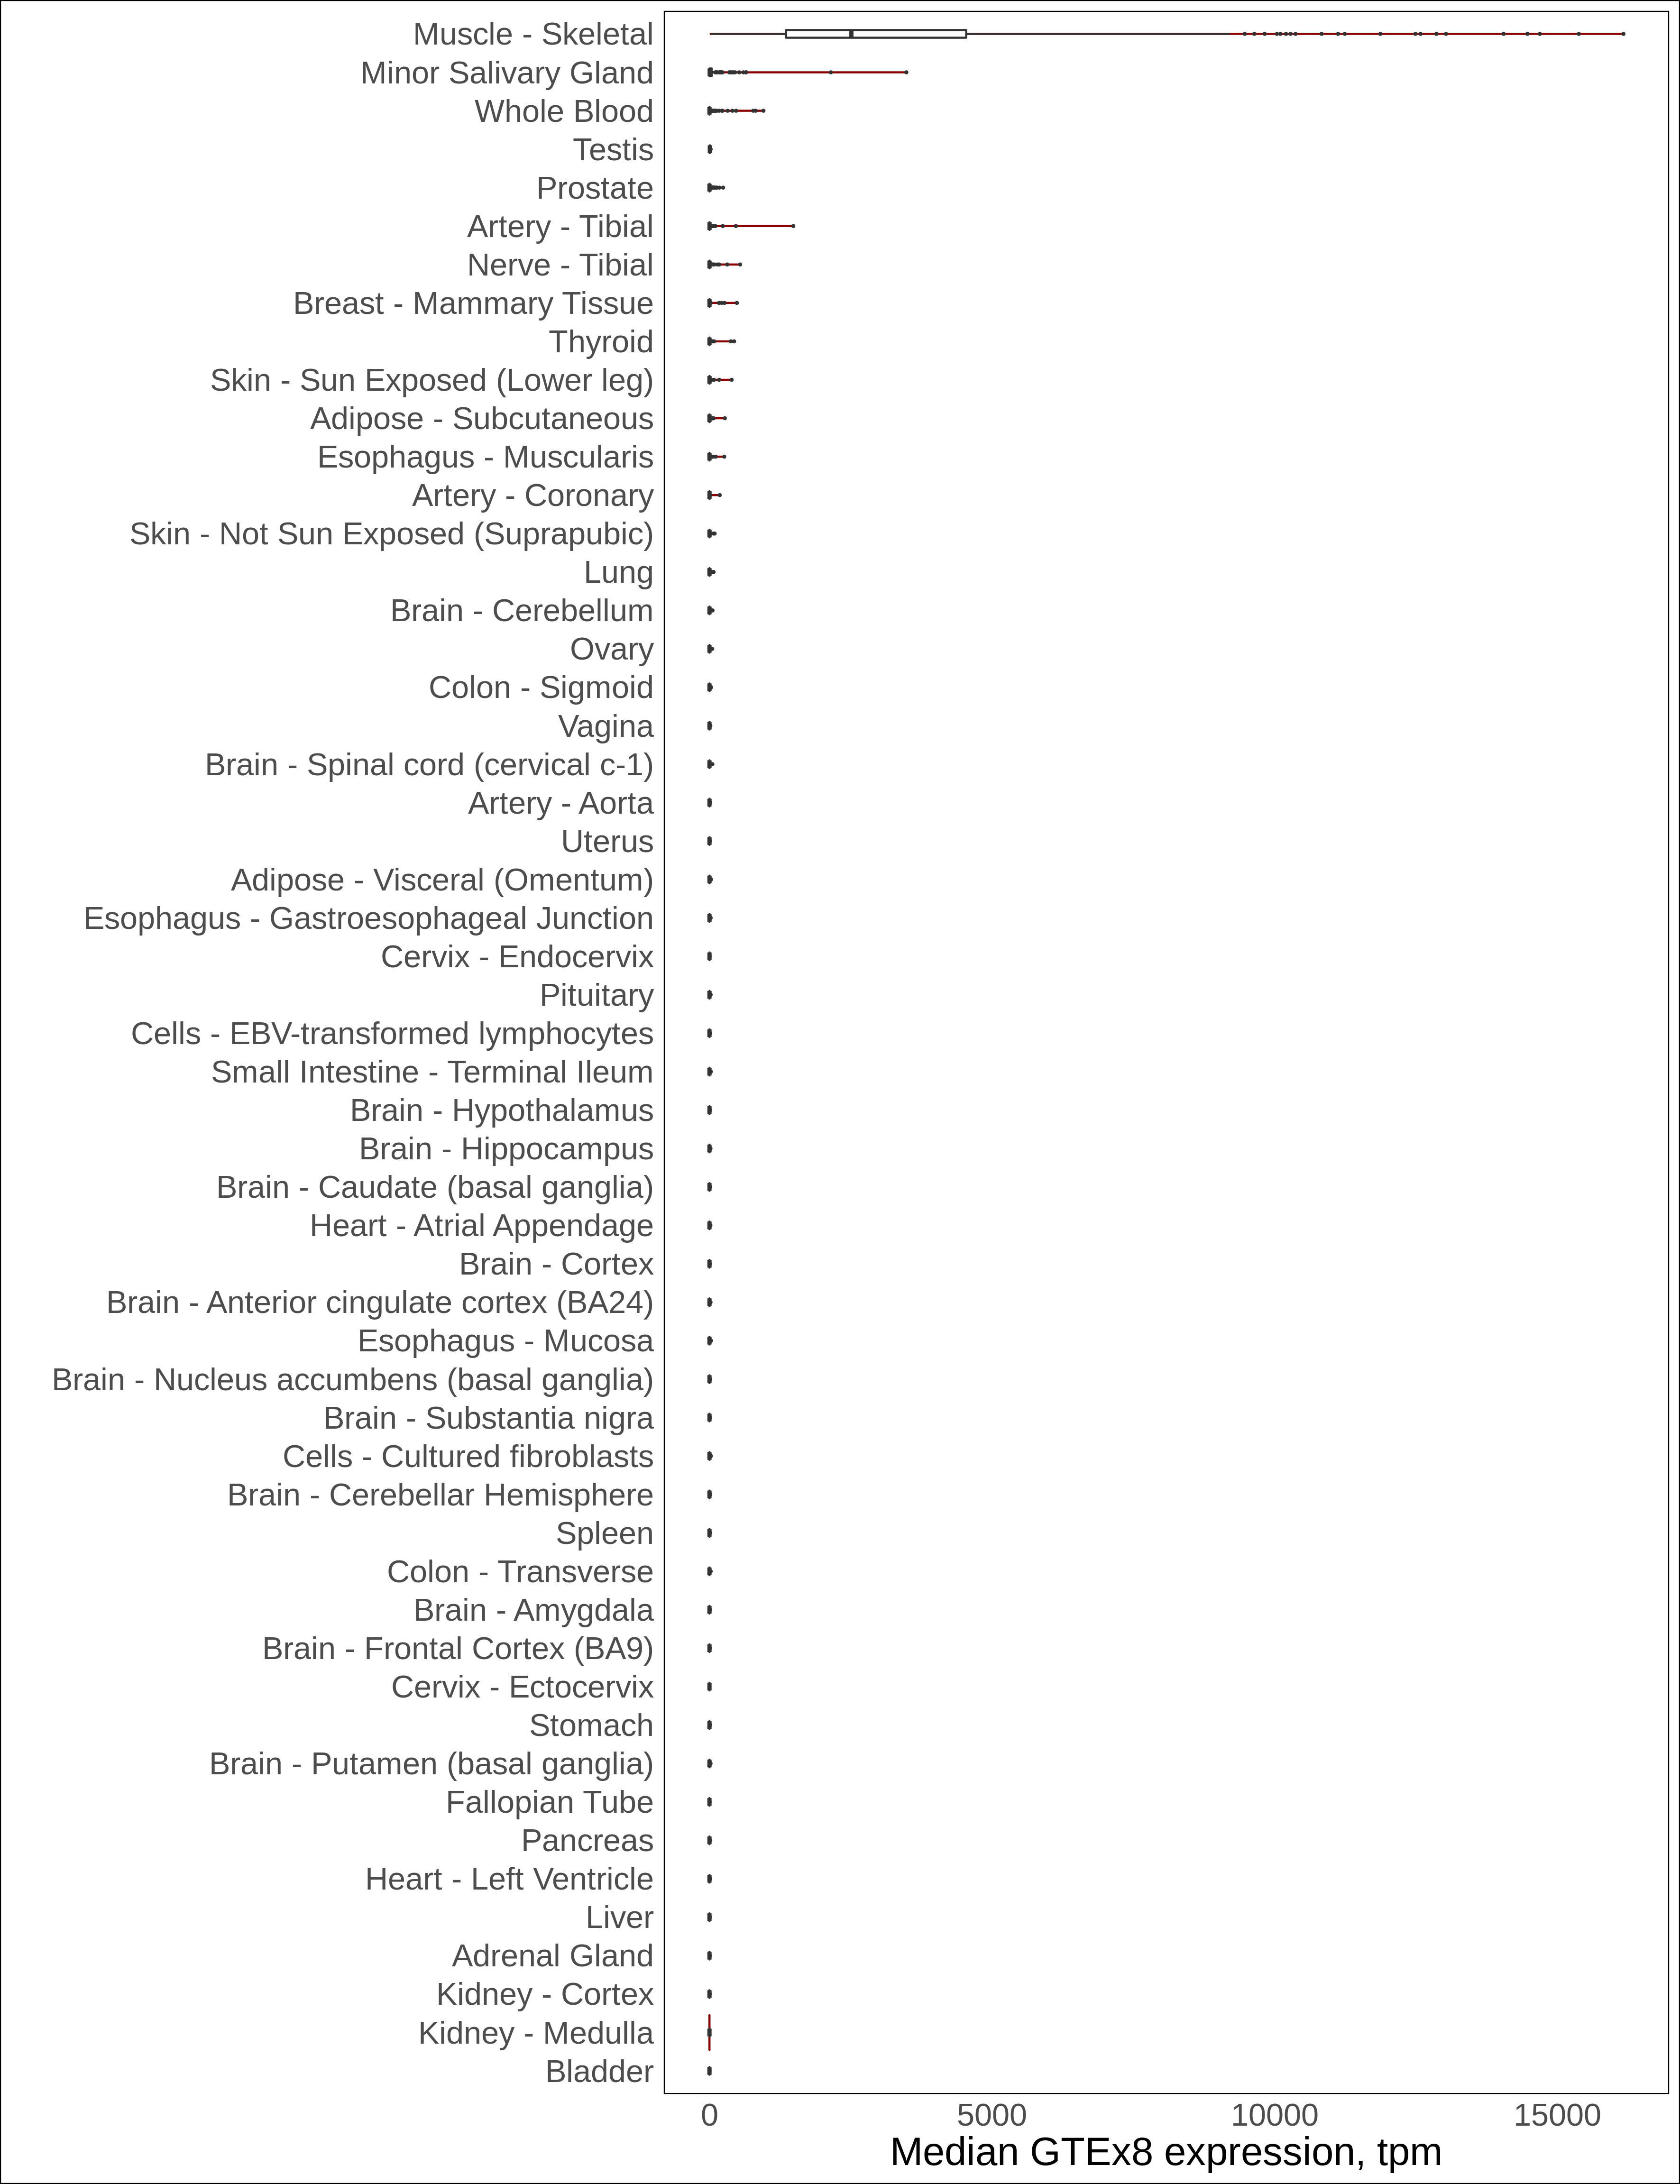 Muscle - Skeletal
Minor Salivary Gland
Whole Blood
Testis
Prostate
Artery - Tibial
Nerve - Tibial
Breast - Mammary Tissue
Thyroid
Skin - Sun Exposed (Lower leg)
Adipose - Subcutaneous
Esophagus - Muscularis
Artery - Coronary
Skin - Not Sun Exposed (Suprapubic)
Lung
Brain - Cerebellum
Ovary
Colon - Sigmoid
Vagina
Brain - Spinal cord (cervical c-1)
Artery - Aorta
Uterus
Adipose - Visceral (Omentum)
Esophagus - Gastroesophageal Junction
Cervix - Endocervix
Pituitary
Cells - EBV-transformed lymphocytes
Small Intestine - Terminal Ileum
Brain - Hypothalamus
Brain - Hippocampus
Brain - Caudate (basal ganglia)
Heart - Atrial Appendage
Brain - Cortex
Brain - Anterior cingulate cortex (BA24)
Esophagus - Mucosa
Brain - Nucleus accumbens (basal ganglia)
Brain - Substantia nigra
Cells - Cultured fibroblasts
Brain - Cerebellar Hemisphere
Spleen
Colon - Transverse
Brain - Amygdala
Brain - Frontal Cortex (BA9)
Cervix - Ectocervix
Stomach
Brain - Putamen (basal ganglia)
Fallopian Tube
Pancreas
Heart - Left Ventricle
Liver
Adrenal Gland
Kidney - Cortex
Kidney - Medulla
Bladder
0 5000 10000 15000
Median GTEx8 expression, tpm